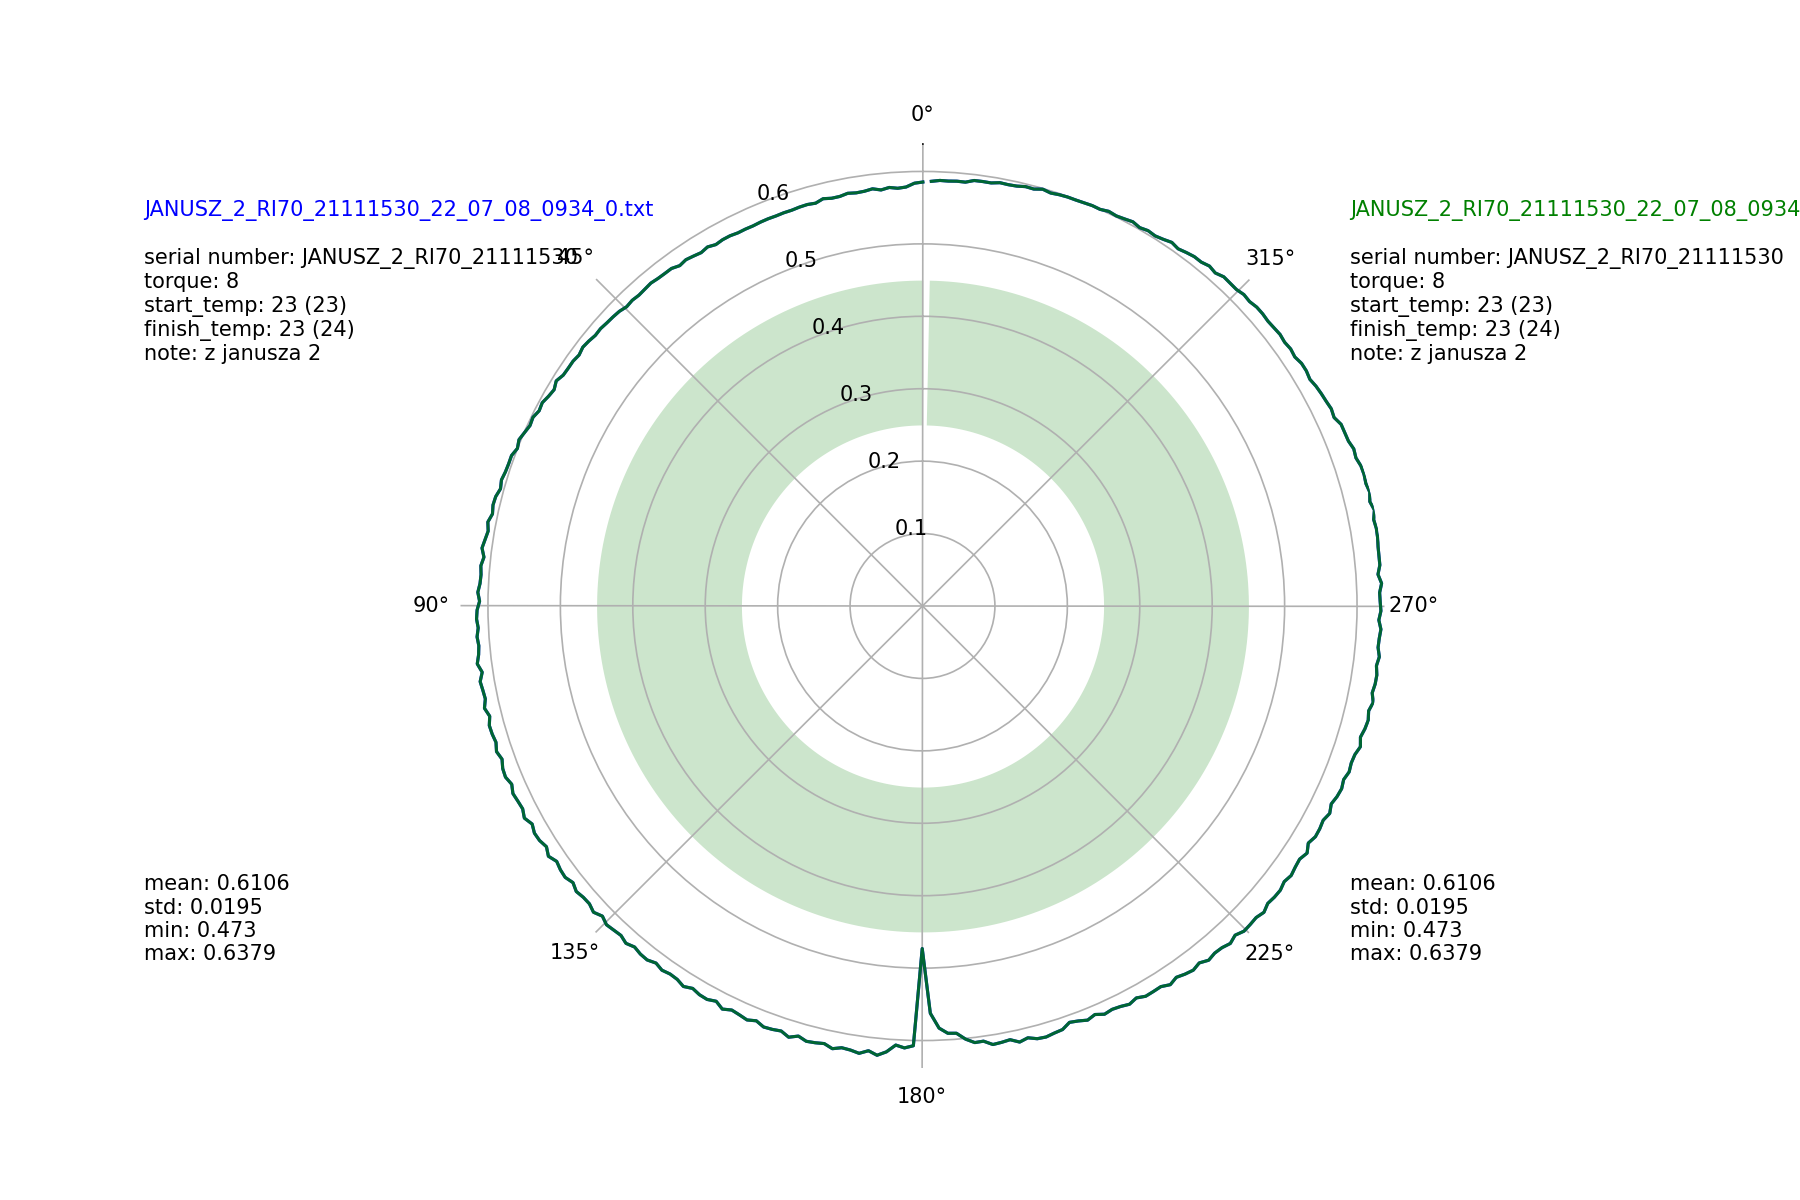 0°
JANUSZ_2_RI70_21111530_22_07_08_0934_0.txt
serial number: JANUSZ_2_RI70_21111530
torque: 8
start_temp: 23 (23)
finish_temp: 23 (24)
note: z janusza 2
45°
0.6
0.5
0.4
0.3
0.2
0.1
315°
JANUSZ_2_RI70_21111530_22_07_08_0934
serial number: JANUSZ_2_RI70_21111530
torque: 8
start_temp: 23 (23)
finish_temp: 23 (24)
note: z janusza 2
90°
270°
mean: 0.6106
std: 0.0195
min: 0.473
max: 0.6379
135°
225°
mean: 0.6106
std: 0.0195
min: 0.473
max: 0.6379
180°